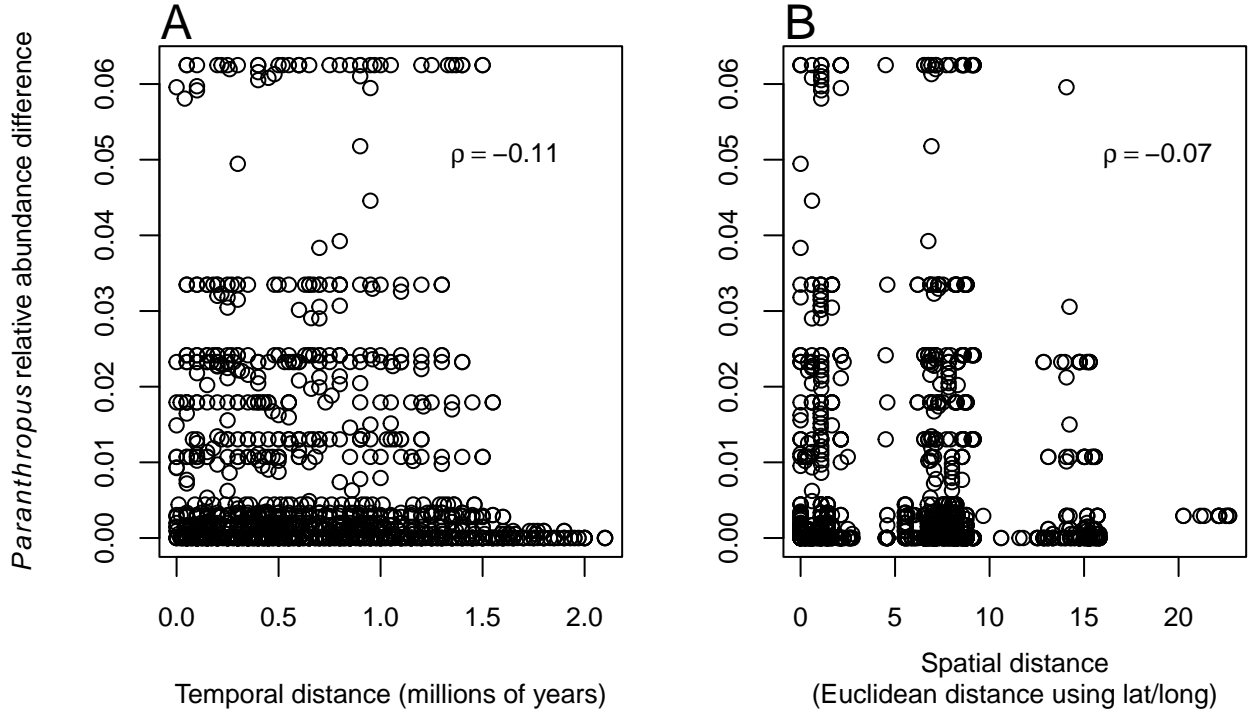 A
B
Paranthropus relative abundance difference
0.06
0.05
0.04
0.03
0.02
0.01
0.00
ρ = −0.11
0.0 0.5 1.0 1.5 2.0
Temporal distance (millions of years)
0.06
0.05
0.04
0.03
0.02
0.01
0.00
ρ = −0.07
0 5 10 15 20
Spatial distance
(Euclidean distance using lat/long)